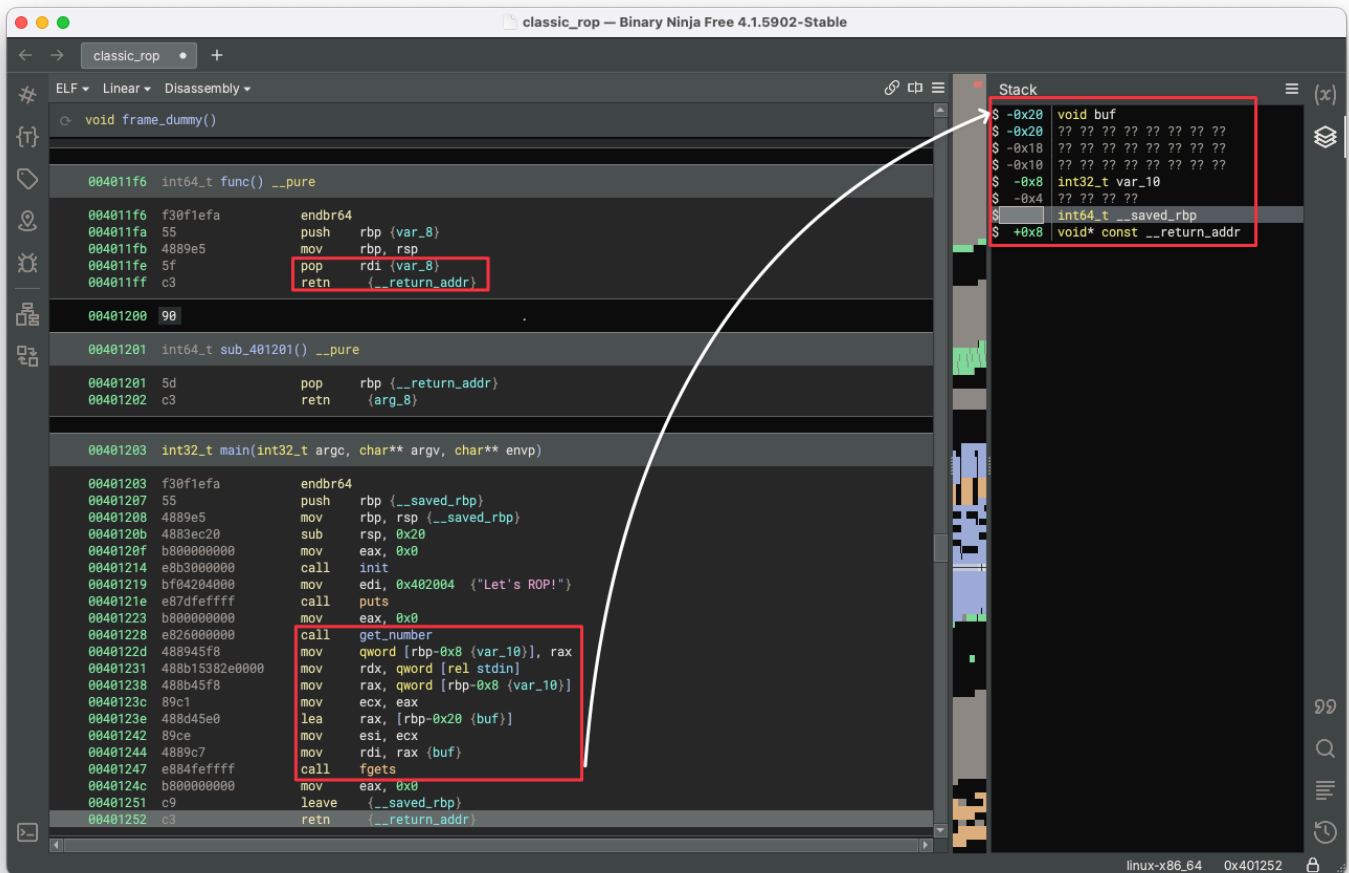 classic_rop — Binary Ninja Free 4.1.5902-Stable
classic_rop
ELF Linear Disassembly
void frame_dummy()
004011f6 int64_t func() __pure
004011f6 f30f1efa endbr64
004011fa 55 push rbp {var_8}
004011fb 4889e5 mov rbp, rsp
004011fe 5f pop rdi {var_8}
004011ff c3 retn {__return_addr}
00401200 90
00401201 int64_t sub_401201() __pure
00401201 5d pop rbp {__return_addr}
00401202 c3 retn {arg_8}
00401203 int32_t main(int32_t argc, char** argv, char** envp)
00401203 f30f1efa endbr64
00401207 55 push rbp {__saved_rbp}
00401208 4889e5 mov rbp, rsp {__saved_rbp}
0040120b 4883ec20 sub rsp, 0x20
0040120f b800000000 mov eax, 0x0
00401214 e8b3000000 call init
00401219 bf04204000 mov edi, 0x402004 {"Let's ROP!"}
0040121e e87dfeffff call puts
00401223 b800000000 mov eax, 0x0
00401228 e826000000 call get_number
0040122d 488945f8 mov qword [rbp-0x8 {var_10}], rax
00401231 488b15382e0000 mov rdx, qword [rel stdin]
00401238 488b45f8 mov rax, qword [rbp-0x8 {var_10}]
0040123c 89c1 mov ecx, eax
0040123e 488d45e0 lea rax, [rbp-0x20 {buf}]
00401242 89ce mov esi, ecx
00401244 4889c7 mov rdi, rax {buf}
00401247 e884feffff call fgets
0040124c b800000000 mov eax, 0x0
00401251 c9 leave {__saved_rbp}
00401252 c3 retn {__return_addr}
Stack
$ -0x20 void buf
$ -0x20 ?? ?? ?? ?? ?? ?? ?? ??
$ -0x18 ?? ?? ?? ?? ?? ?? ?? ??
$ -0x10 ?? ?? ?? ?? ?? ?? ?? ??
$ -0x8 int32_t var_10
$ -0x4 ?? ?? ?? ??
$ int64_t __saved_rbp
$ +0x8 void* const __return_addr
linux-x86_64 0x401252